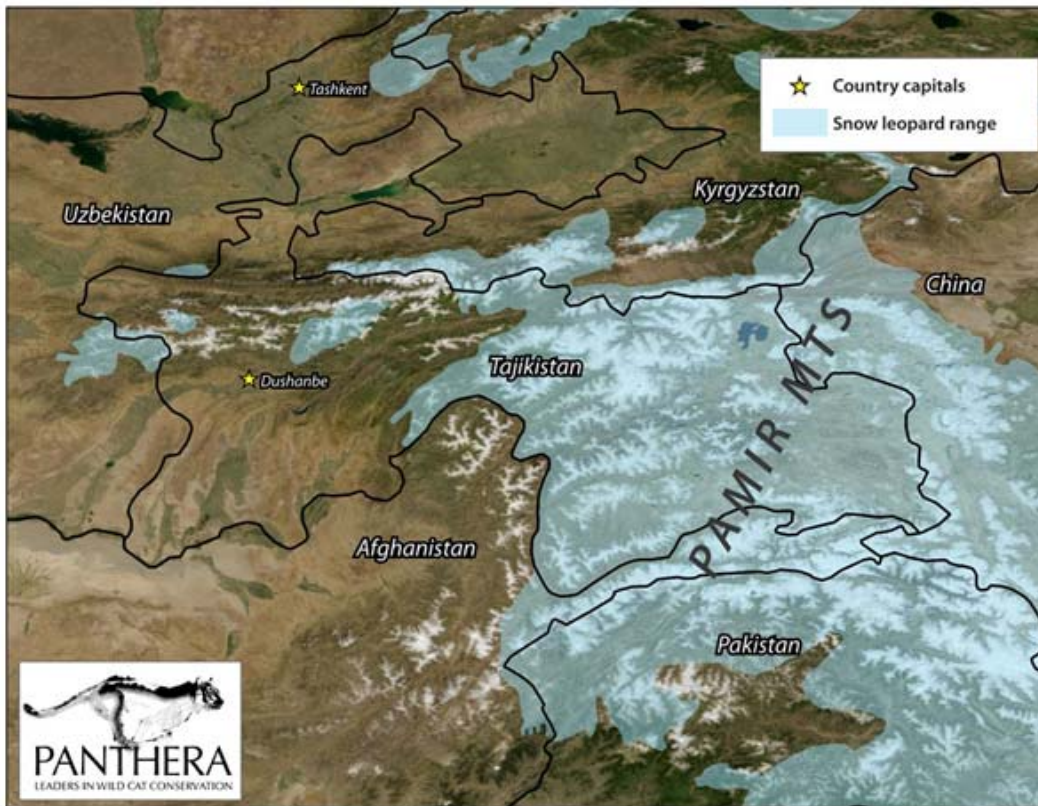 Tashkent
Country capitals
Snow leopard range
Kyrgyzstan
Uzbekistan
China
Tajikistan
Dushanbe
PAMIR MTS
Afghanistan
Pakistan
PANTHERA
LEADERS IN WILD CAT CONSERVATION